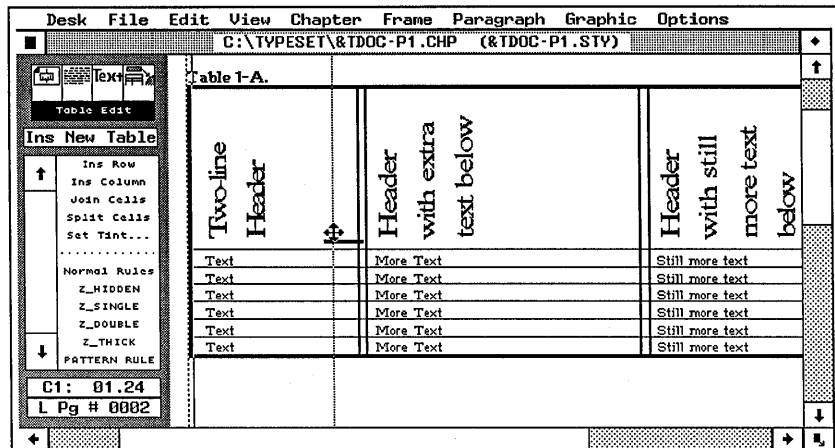 Desk File Edit View Chapter Frame Paragraph Graphic Options
C:\TYPESET\&TDOC-P1.CHP (&TDOC-P1.STY)
Text
Table Edit
Ins New Table
Ins Row
Ins Column
Join Cells
Split Cells
Set Tint...
Normal Rules
Z_HIDDEN
Z_SINGLE
Z_DOUBLE
Z_THICK
PATTERN RULE
C1: 01.24
L Pg # 0002
Table 1-A.
Two-line
Header
Header
with extra
text below
Header
with still
more text
below
Text More Text Still more text
Text More Text Still more text
Text More Text Still more text
Text More Text Still more text
Text More Text Still more text
Text More Text Still more text